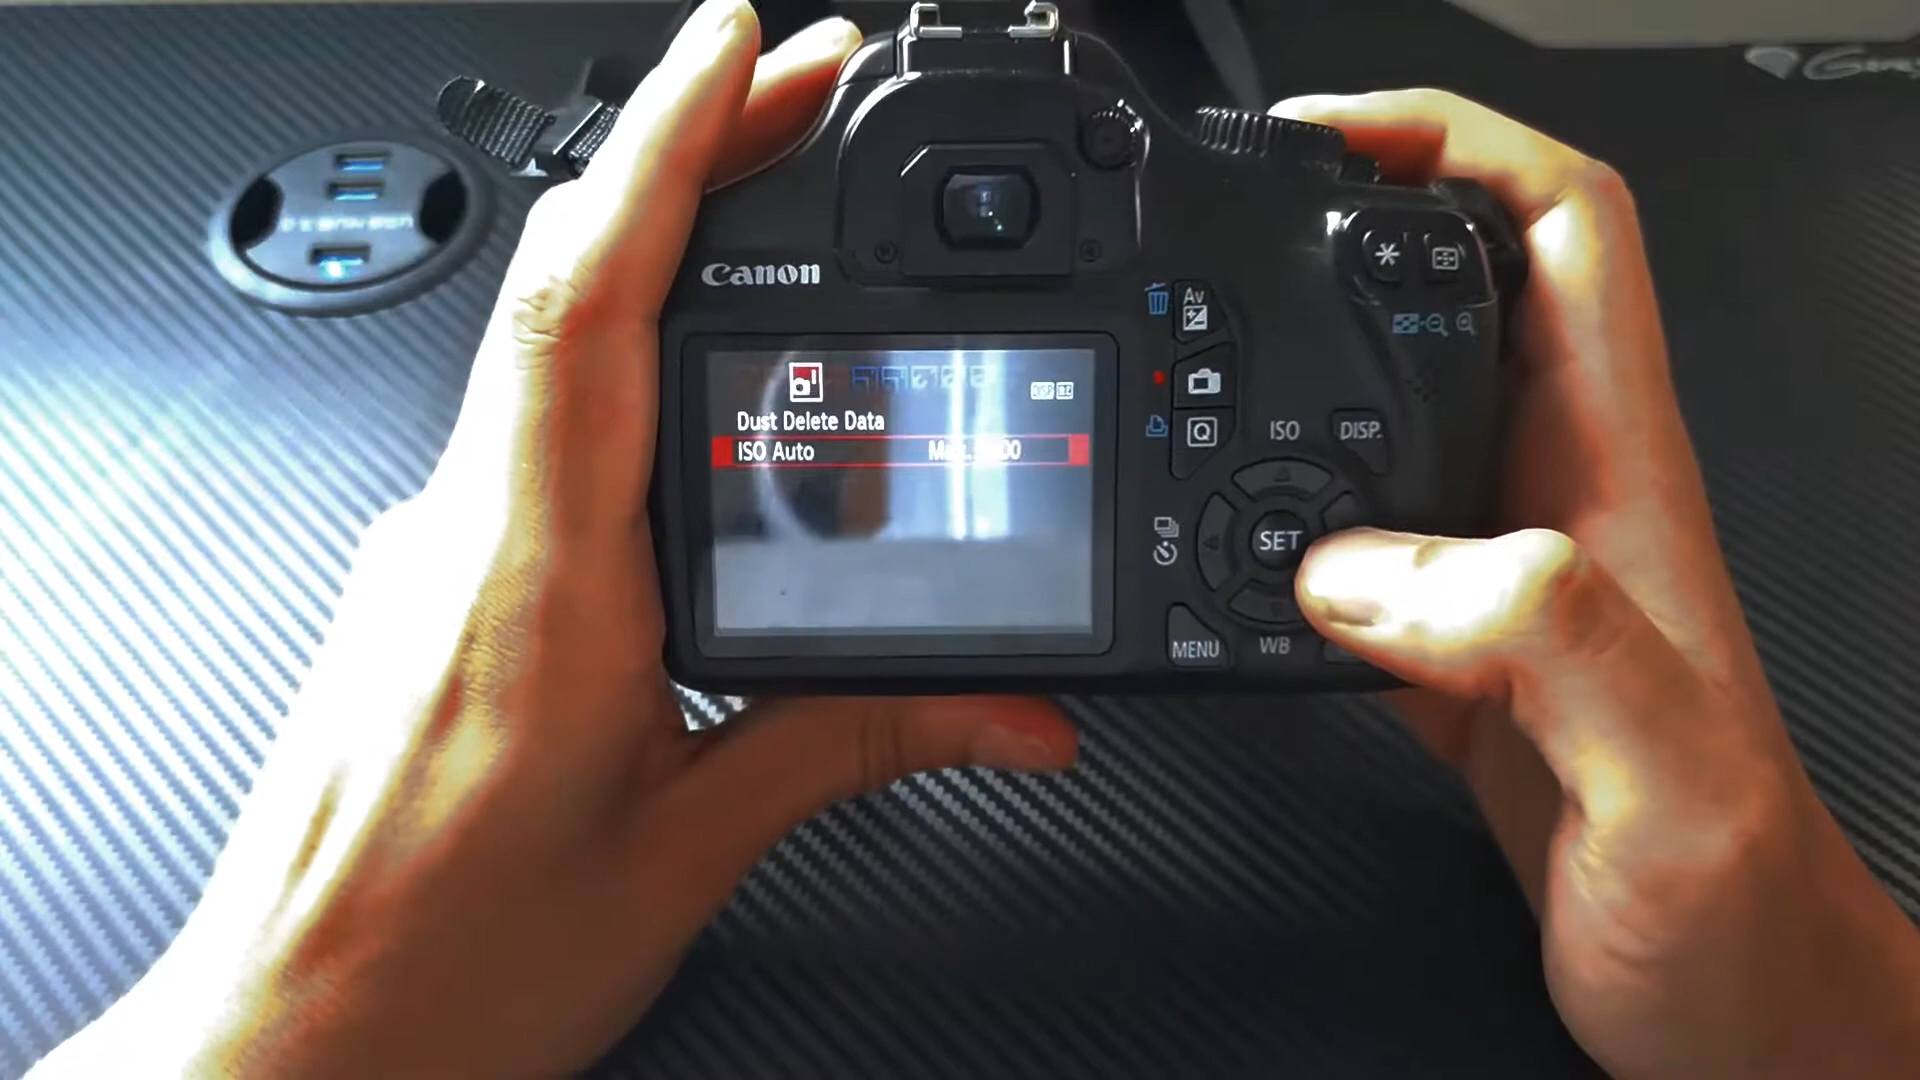 Canon
Av
Dust Delete Data
ISO Auto
Q
ISO
DISP.
SET
MENU
WB